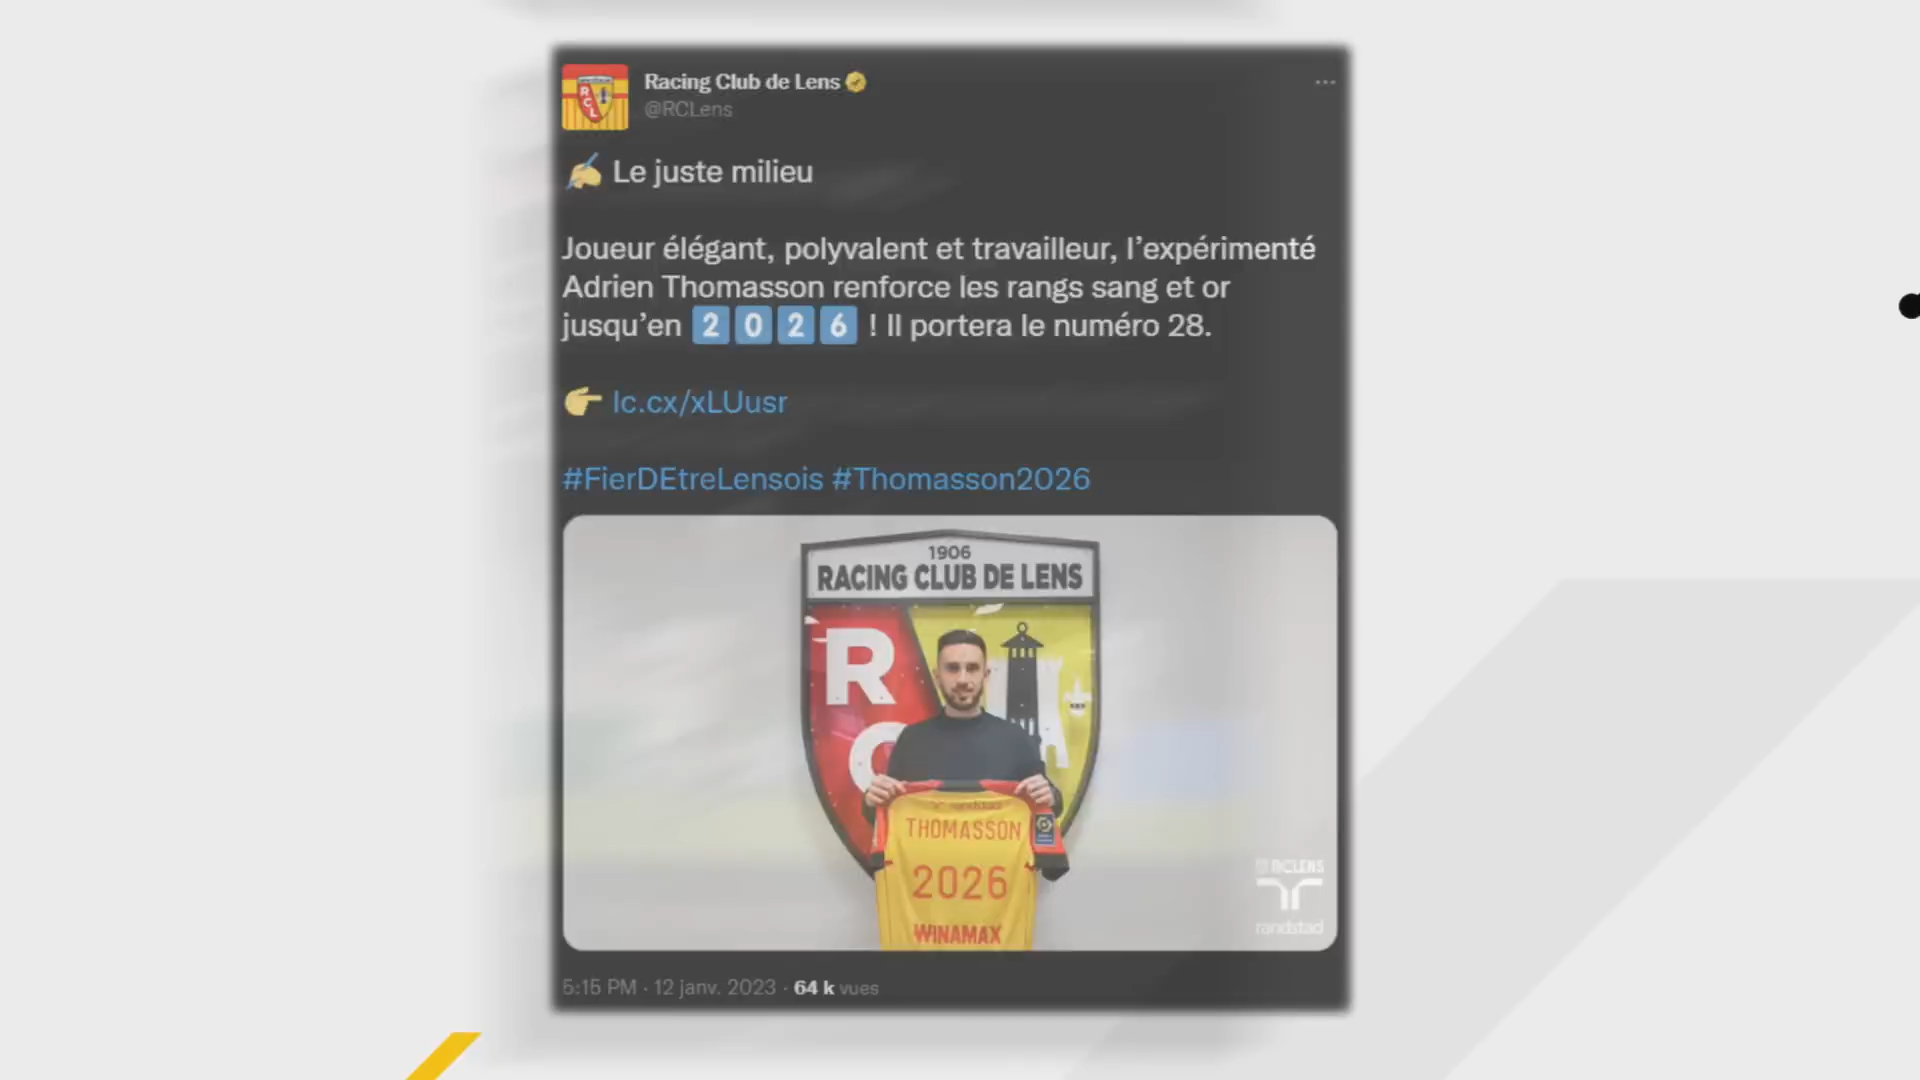 Racing Club de Lens
@RCLens
Le juste milieu
Joueur élégant, polyvalent et travailleur, l’expérimenté
Adrien Thomasson renforce les rangs sang et or
jusqu’en 2026 ! Il portera le numéro 28.
lc.cx/xLUusr
#FierDEtreLensois #Thomasson2026
1906
RACING CLUB DE LENS
R
C
THOMASSON
2026
WINAMAX
RCLENS
randstad
5:15 PM · 12 janv. 2023 · 64 k vues